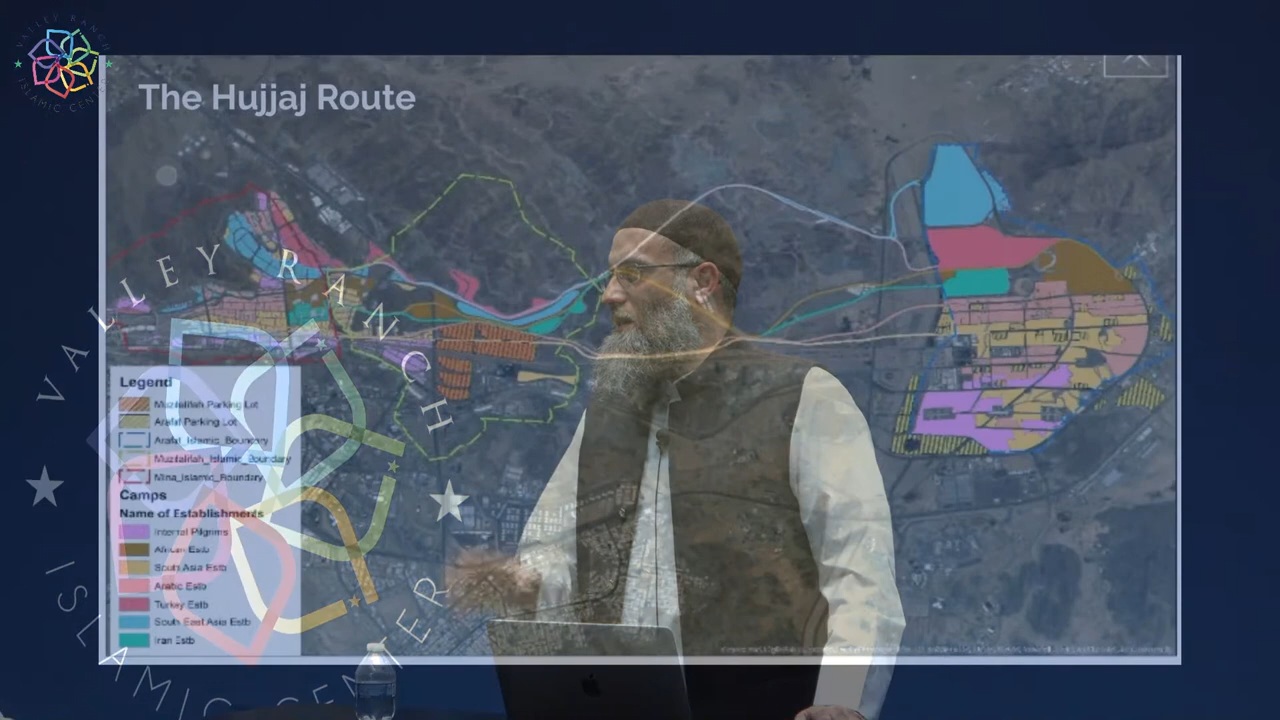 VALLEY RANCH
ISLAMIC CENTER
The Hujjaj Route
VALLEY RANCH
ISLAMIC CENTER
Legend
Muzdalifah Parking Lot
Arafat Parking Lot
Arafat_Islamic_Boundary
Muzdalifah_Islamic_Boundary
Mina_Islamic_Boundary
Camps
Name of Establishments
Internal Pilgrims
African Estb
South Asia Estb
Arabic Estb
Turkey Estb
South East Asia Estb
Iran Estb